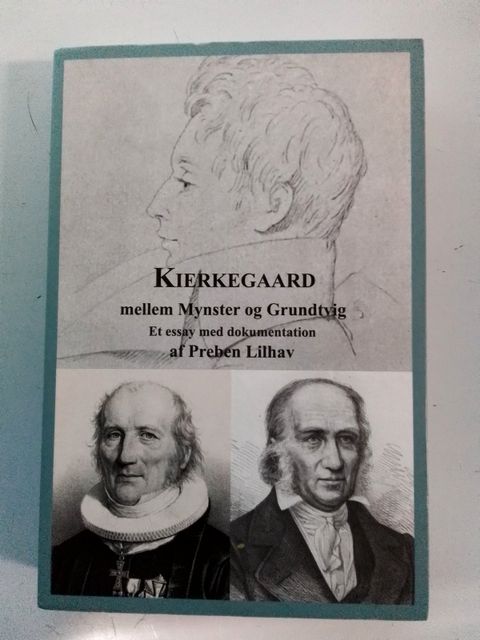 KIERKEGAARD
mellem Mynster og Grundtvig
Et essay med dokumentation
af Preben Lilhav